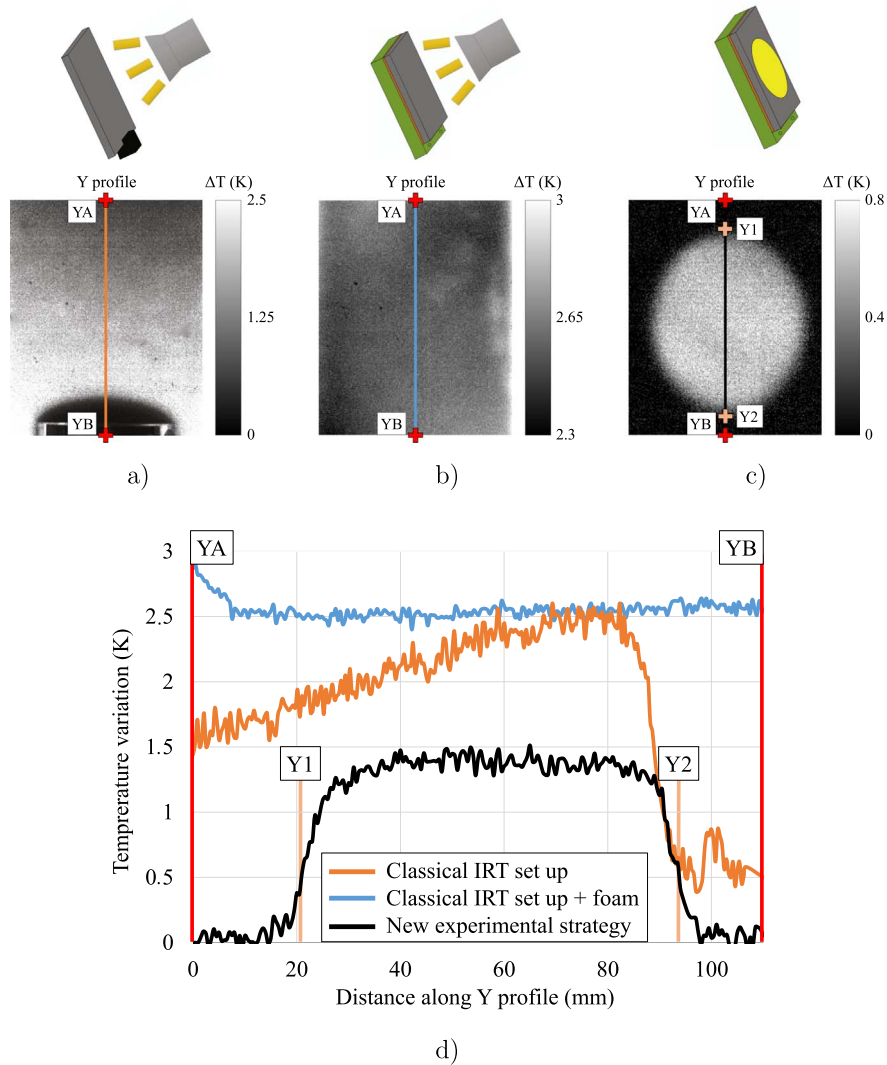 Y profile ΔT (K) Y profile ΔT (K) Y profile ΔT (K)
2.5 3 0.8
YA YA YA
Y1
1.25 2.65 0.4
YB YB Y2
YB
0 2.3 0
a) b) c)
YA YB
3
2.5
2
1.5
1
0.5
0
Temprerature variation (K)
Y1 Y2
Classical IRT set up
Classical IRT set up + foam
New experimental strategy
0 20 40 60 80 100
Distance along Y profile (mm)
d)